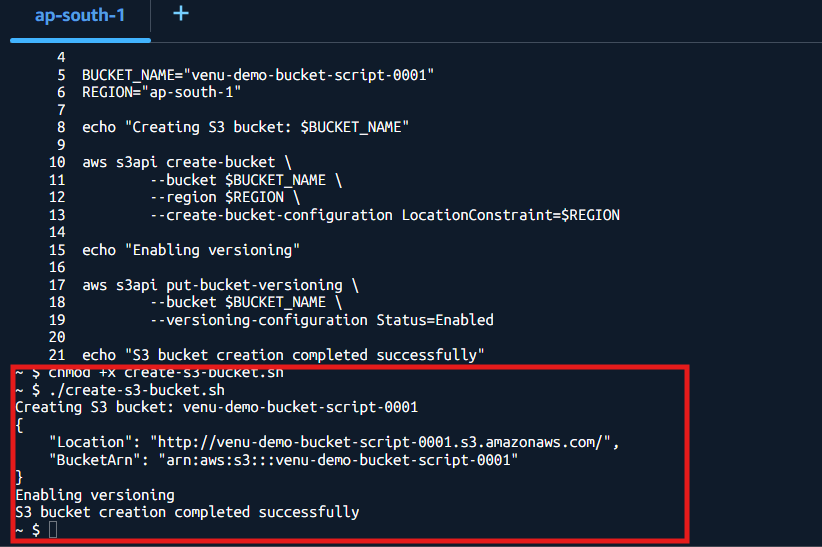 ap-south-1 +
4
5 BUCKET_NAME="venu-demo-bucket-script-0001"
6 REGION="ap-south-1"
7
8 echo "Creating S3 bucket: $BUCKET_NAME"
9
10 aws s3api create-bucket \
11         --bucket $BUCKET_NAME \
12         --region $REGION \
13         --create-bucket-configuration LocationConstraint=$REGION
14
15 echo "Enabling versioning"
16
17 aws s3api put-bucket-versioning \
18         --bucket $BUCKET_NAME \
19         --versioning-configuration Status=Enabled
20
21 echo "S3 bucket creation completed successfully"
~ $ chmod +x create-s3-bucket.sh
~ $ ./create-s3-bucket.sh
Creating S3 bucket: venu-demo-bucket-script-0001
{
    "Location": "http://venu-demo-bucket-script-0001.s3.amazonaws.com/",
    "BucketArn": "arn:aws:s3:::venu-demo-bucket-script-0001"
}
Enabling versioning
S3 bucket creation completed successfully
~ $